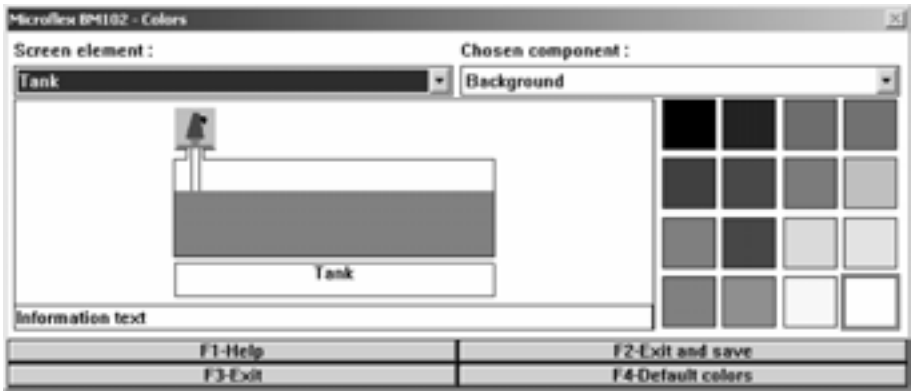 Microflex BM102 - Colors
Screen element :
Chosen component :
Tank
Background
Tank
Information text
F1-Help
F2-Exit and save
F3-Exit
F4-Default colors